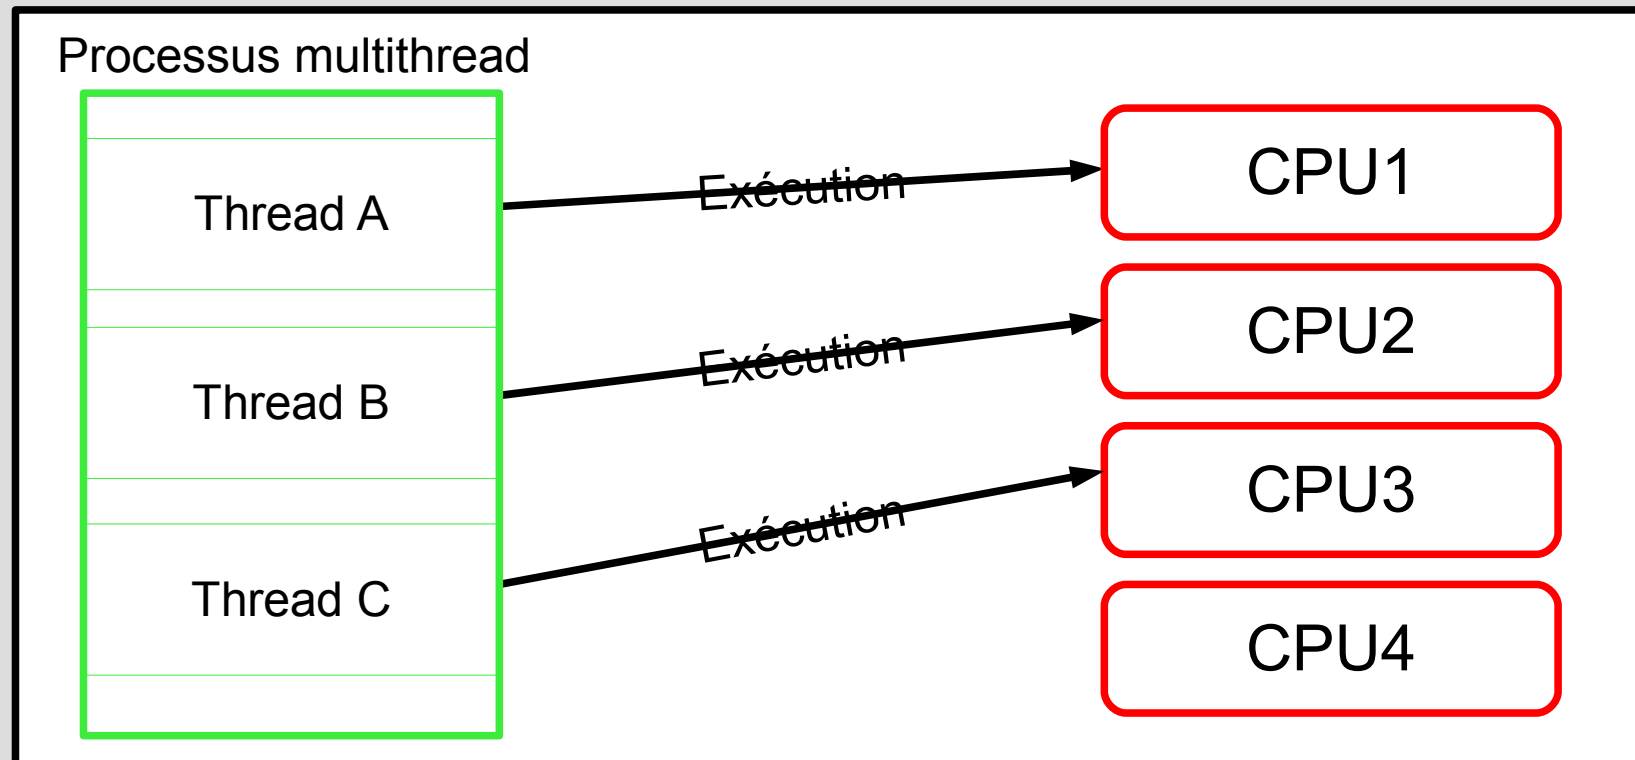 Processus multithread
Thread A
Exécution
CPU1
Thread B
Exécution
CPU2
Thread C
Exécution
CPU3
CPU4